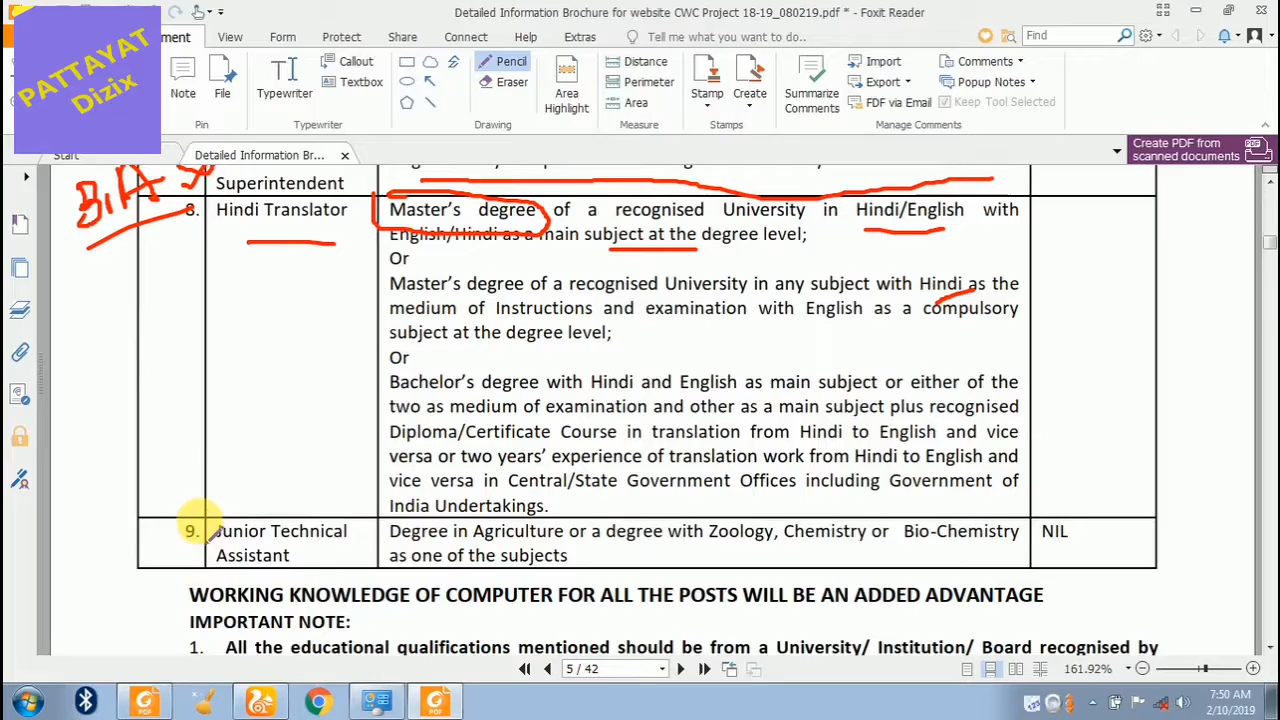 Detailed Information Brochure for website CWC Project 18-19_080219.pdf * - Foxit Reader
PATTAYAT
Dizix
View Form Protect Share Connect Help Extras Tell me what you want to do... Find
Note File Typewriter Callout Textbox Pencil Eraser Area Highlight Distance Perimeter Area Stamp Create Summarize Comments Import Export FDF via Email Comments Popup Notes Keep Tool Selected
Pin Typewriter Drawing Measure Stamps Manage Comments
Start Detailed Information Br... Create PDF from scanned documents
Superintendent
8. Hindi Translator
Master's degree of a recognised University in Hindi/English with
English/Hindi as a main subject at the degree level;
Or
Master's degree of a recognised University in any subject with Hindi as the
medium of Instructions and examination with English as a compulsory
subject at the degree level;
Or
Bachelor's degree with Hindi and English as main subject or either of the
two as medium of examination and other as a main subject plus recognised
Diploma/Certificate Course in translation from Hindi to English and vice
versa or two years' experience of translation work from Hindi to English and
vice versa in Central/State Government Offices including Government of
India Undertakings.
9. Junior Technical Assistant
Degree in Agriculture or a degree with Zoology, Chemistry or Bio-Chemistry
as one of the subjects
NIL
WORKING KNOWLEDGE OF COMPUTER FOR ALL THE POSTS WILL BE AN ADDED ADVANTAGE
IMPORTANT NOTE:
1. All the educational qualifications mentioned should be from a University/ Institution/ Board recognised by
5 / 42 161.92%
7:50 AM
2/10/2019